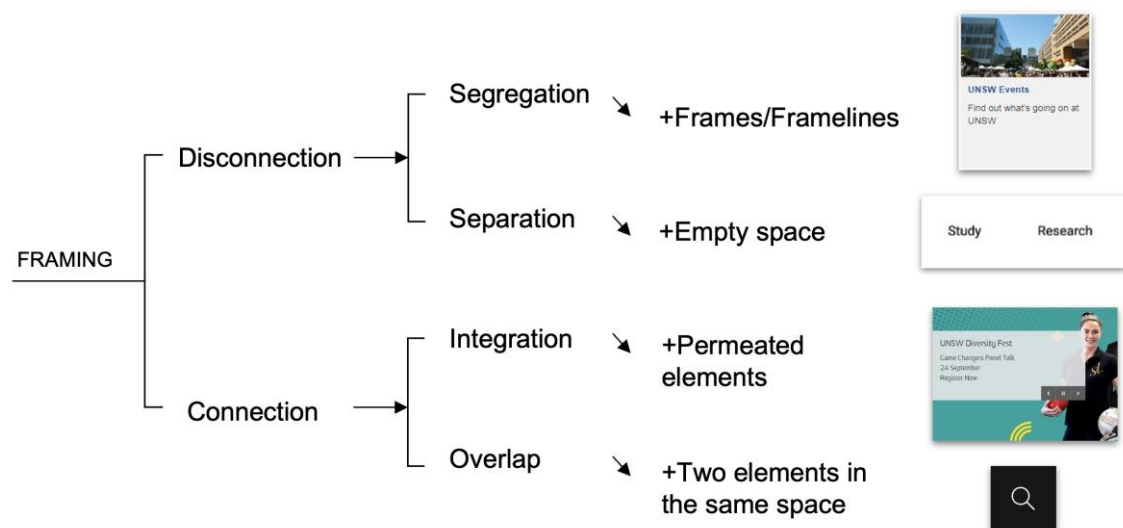 UNSW Events
Find out what's going on at
UNSW
Segregation
+Frames/Framelines
Disconnection
Separation
+Empty space
Study Research
FRAMING
Integration
+Permeated
elements
UNSW Diversity Fest
Game Changers Panel Talk
24 September
Register Now
Connection
Overlap
+Two elements in
the same space